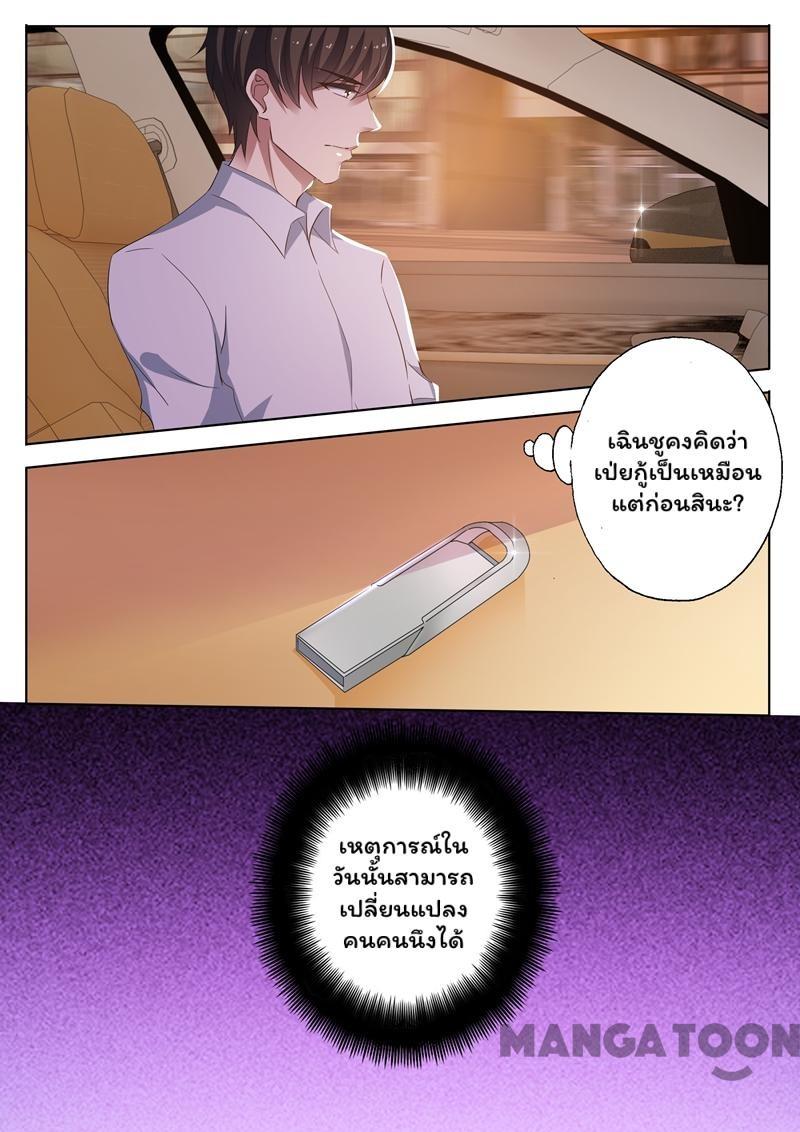 เฉินชูคงคิดว่า
เป่ยกู้เป็นเหมือน
แต่ก่อนสินะ?
เหตุการณ์ใน
วันนั้นสามารถ
เปลี่ยนแปลง
คนคนนึงได้
MANGATOON